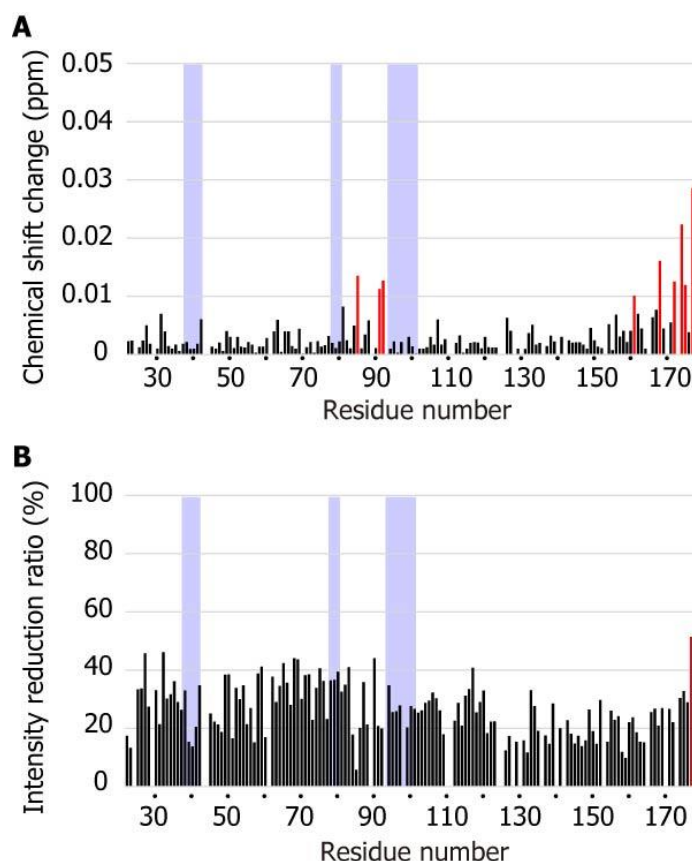 A
Chemical shift change (ppm)
0.05
0.04
0.03
0.02
0.01
0
30 50 70 90 110 130 150 170
Residue number
B
Intensity reduction ratio (%)
100
80
60
40
20
0
30 50 70 90 110 130 150 170
Residue number